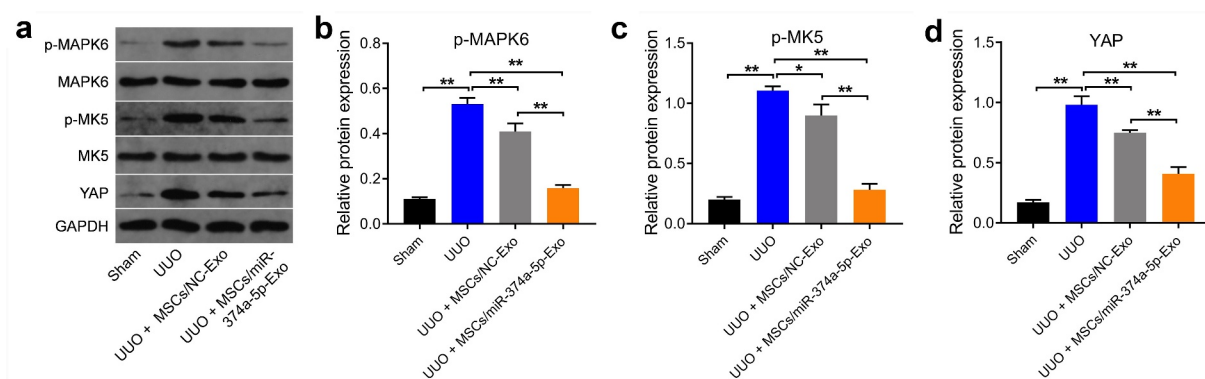 a
p-MAPK6
MAPK6
p-MK5
MK5
YAP
GAPDH
Sham
UUO
UUO + MSCs/NC-Exo
UUO + MSCs/miR-
374a-5p-Exo
b
p-MAPK6
Relative protein expression
0.8
0.6
0.4
0.2
0.0
**
**
**
**
Sham
UUO
UUO + MSCs/NC-Exo
UUO + MSCs/miR-374a-5p-Exo
c
p-MK5
Relative protein expression
1.5
1.0
0.5
0.0
**
**
*
**
Sham
UUO
UUO + MSCs/NC-Exo
UUO + MSCs/miR-374a-5p-Exo
d
YAP
Relative protein expression
1.5
1.0
0.5
0.0
**
**
**
**
Sham
UUO
UUO + MSCs/NC-Exo
UUO + MSCs/miR-374a-5p-Exo